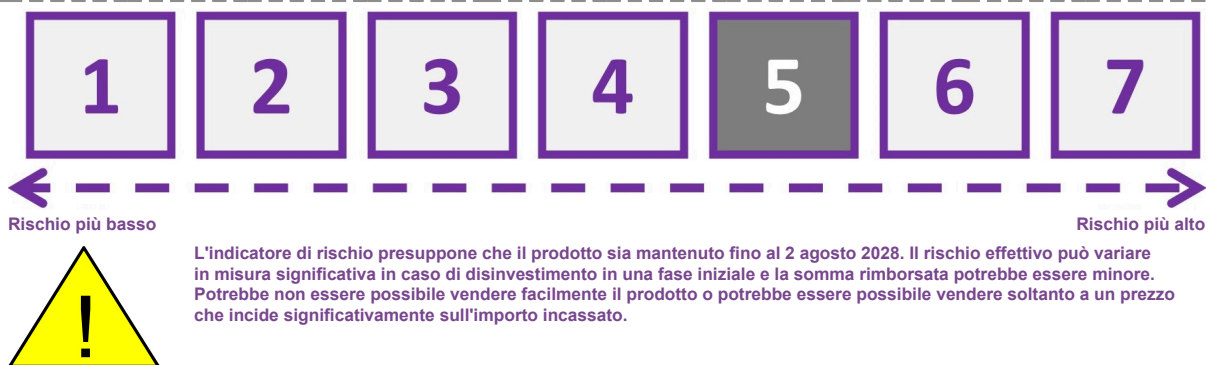 1 2 3 4 5 6 7
Rischio più basso Rischio più alto
L'indicatore di rischio presuppone che il prodotto sia mantenuto fino al 2 agosto 2028. Il rischio effettivo può variare
in misura significativa in caso di disinvestimento in una fase iniziale e la somma rimborsata potrebbe essere minore.
Potrebbe non essere possibile vendere facilmente il prodotto o potrebbe essere possibile vendere soltanto a un prezzo
che incide significativamente sull'importo incassato.
!